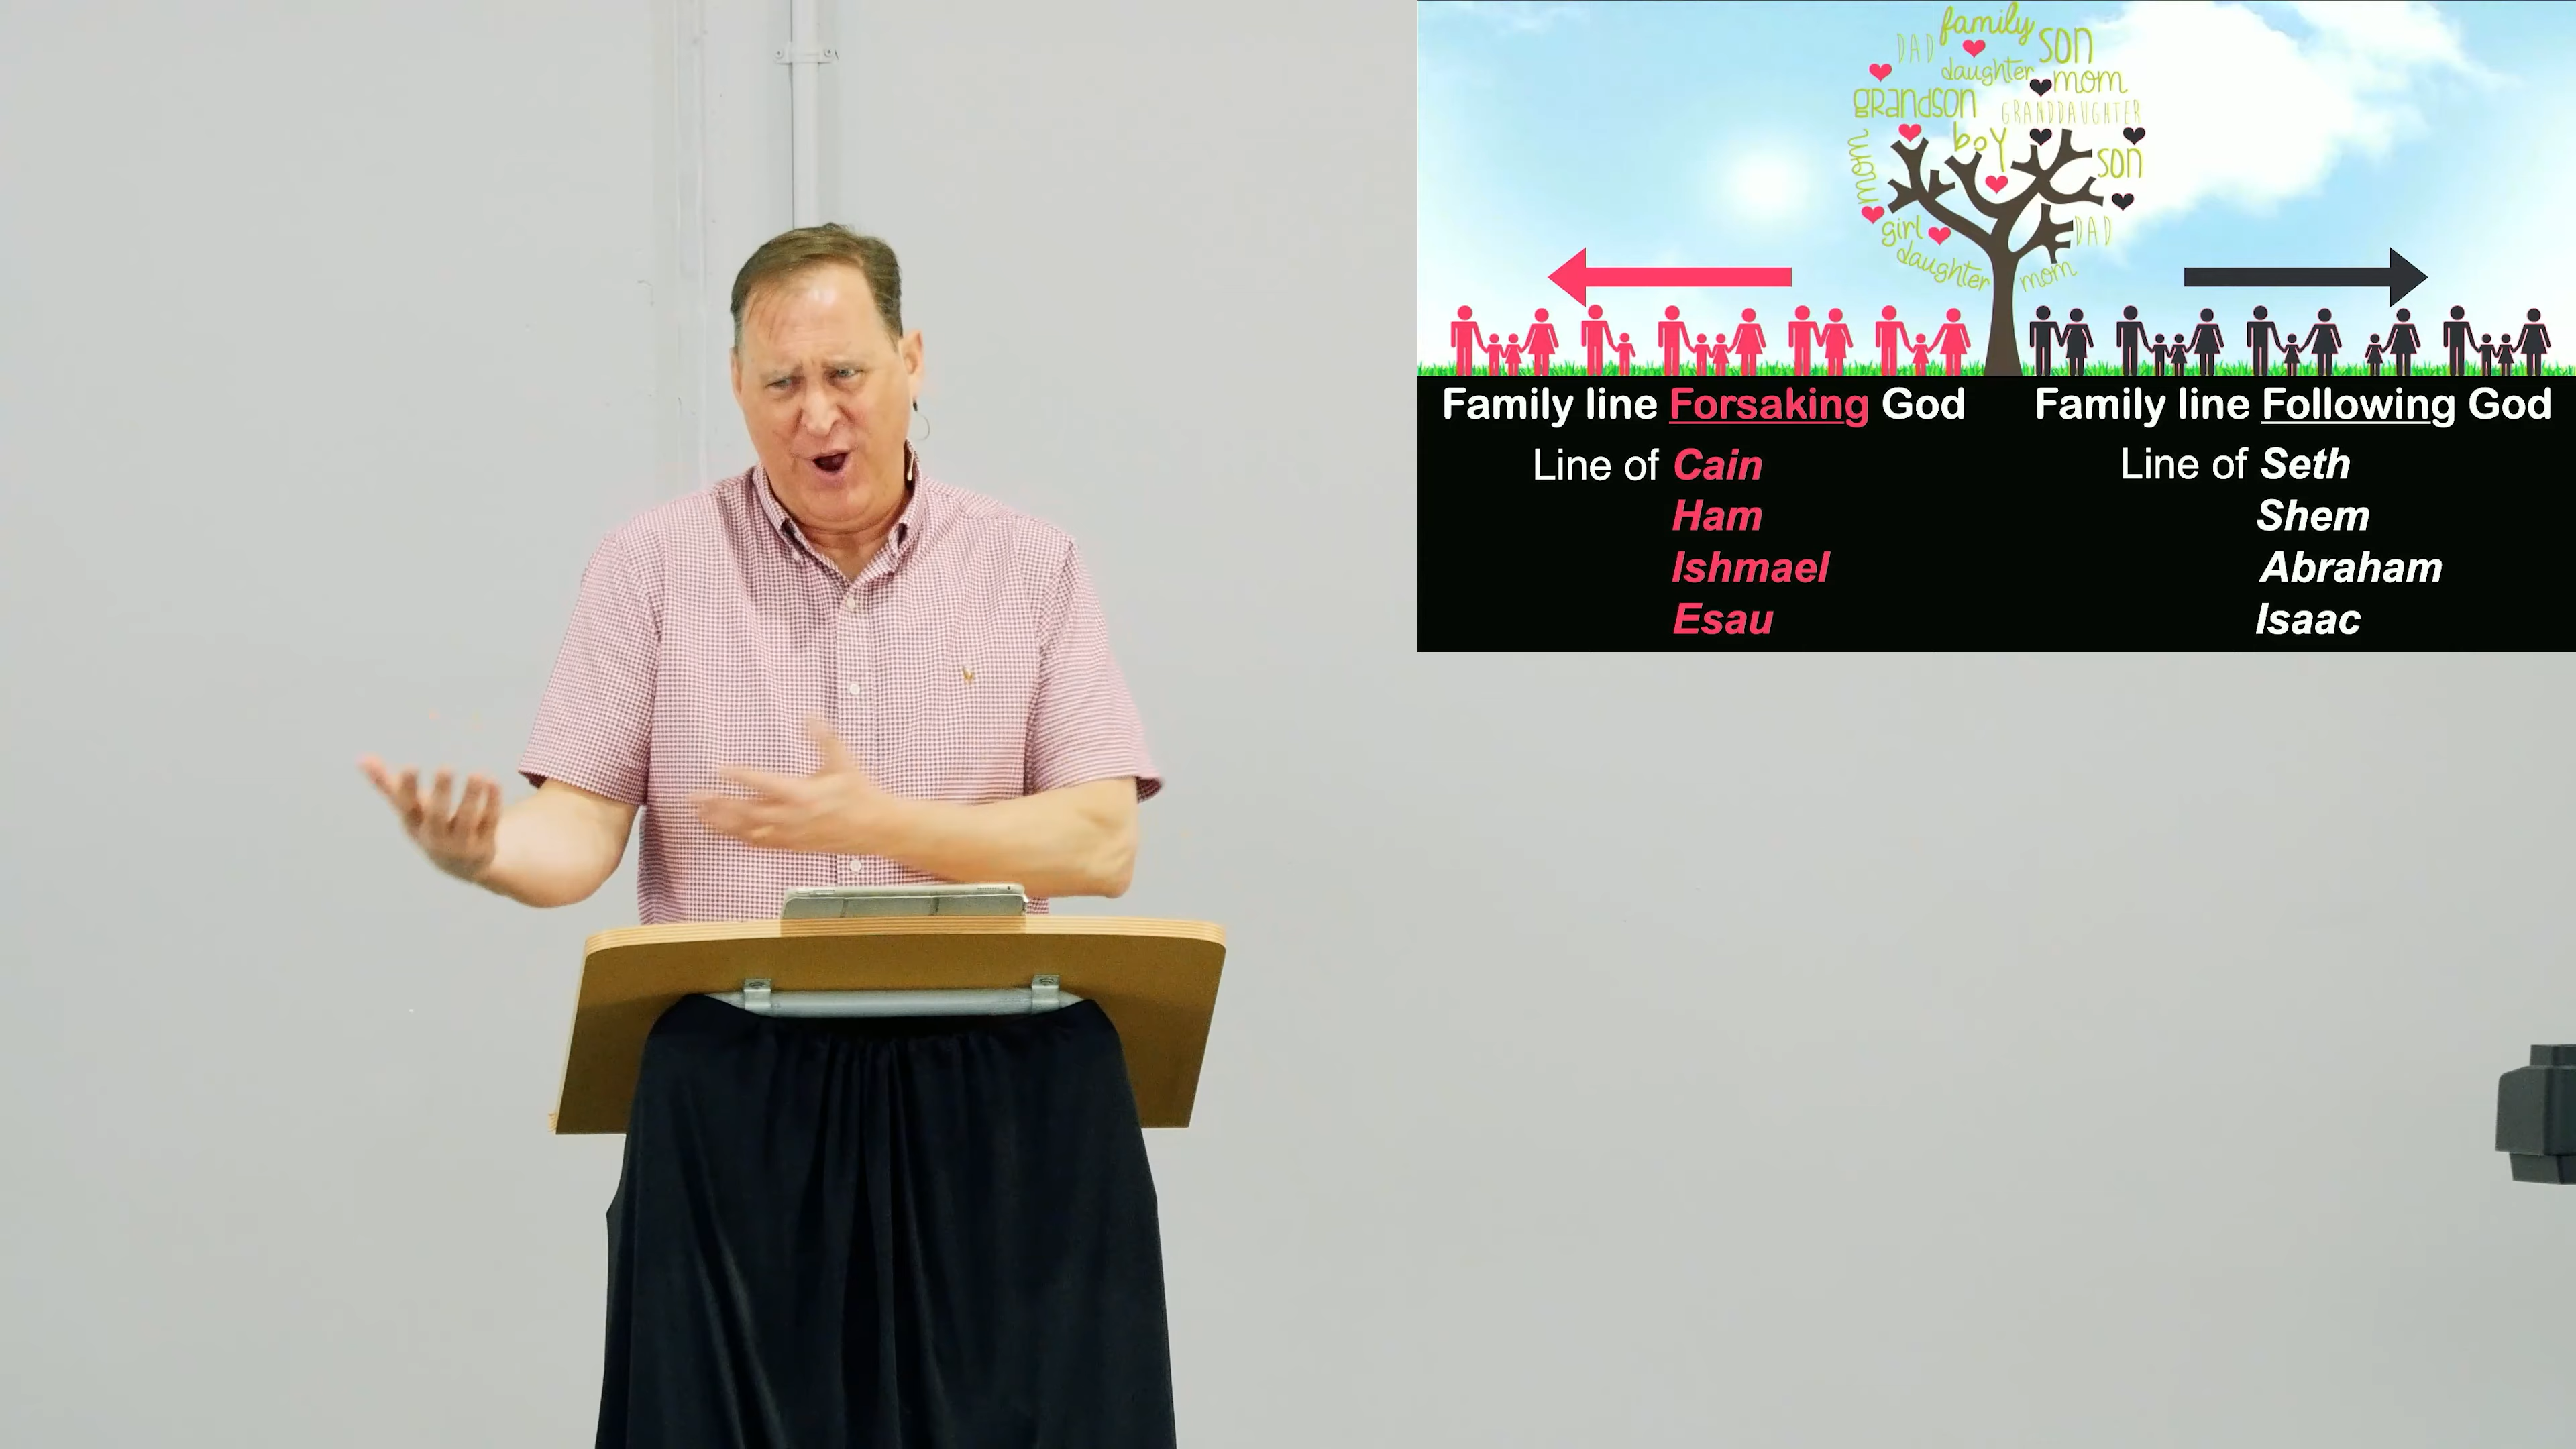 family
DAD
son
daughter
mom
grandson
GRANDDAUGHTER
boy
mom
son
girl
DAD
daughter
mom
Family line Forsaking God
Line of Cain
Ham
Ishmael
Esau
Family line Following God
Line of Seth
Shem
Abraham
Isaac